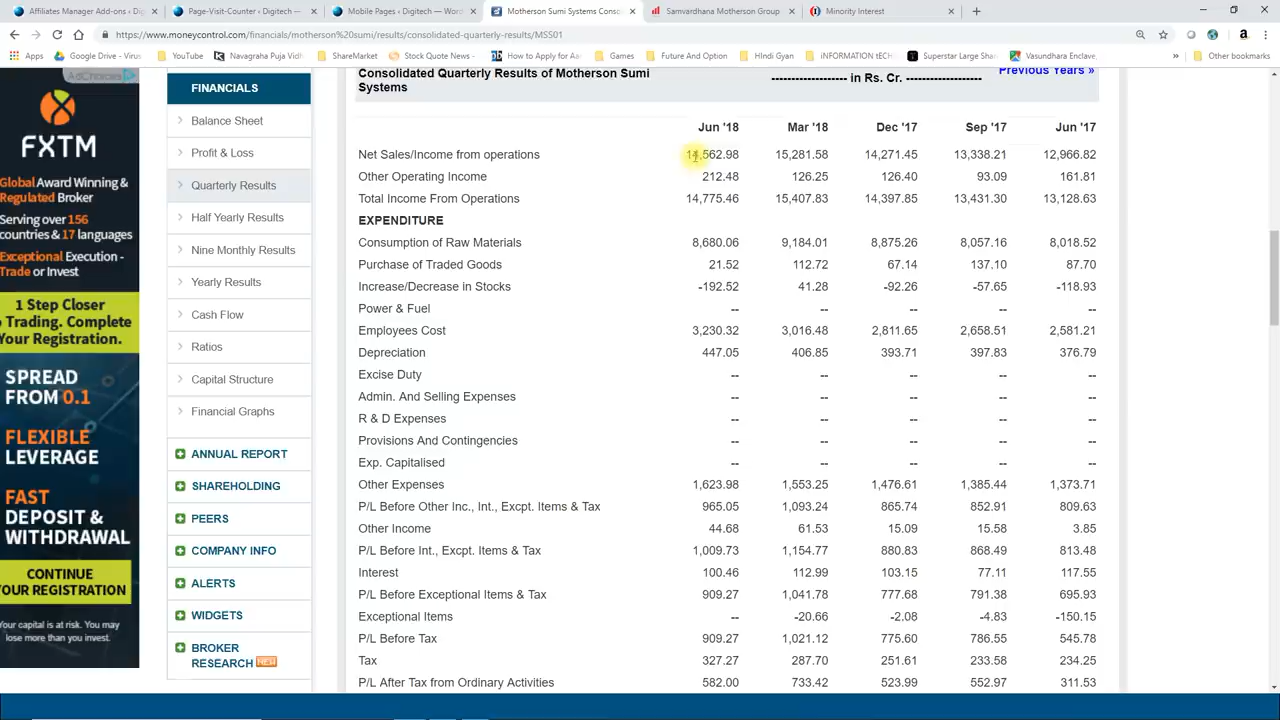 Affiliates Manager Add-ons ‹ Digi
Page-Visit-Counter ‹ Digitech —
Mobile Pages ‹ Digitech — Word
Motherson Sumi Systems Conso
Samvardhana Motherson Group
Minority Interest
https://www.moneycontrol.com/financials/motherson%20sumi/results/consolidated-quarterly-results/MSS01
Apps
Google Drive - Virus
YouTube
Navagraha Puja Vidh
ShareMarket
Stock Quote News -
How to Apply for Aa
Games
Future And Option
HIndi Gyan
iNFORMATION tECH
Superstar Large Shar
Vasundhara Enclave,
»
Other bookmarks
AdChoices
FXTM
Global Award Winning &
Regulated Broker
Serving over 156
countries & 17 languages
Exceptional Execution -
Trade or Invest
1 Step Closer
Trading. Complete
Your Registration.
SPREAD
FROM 0.1
FLEXIBLE
LEVERAGE
FAST
DEPOSIT &
WITHDRAWAL
CONTINUE
YOUR REGISTRATION
Your capital is at risk. You may
lose more than you invest.
FINANCIALS
Balance Sheet
Profit & Loss
Quarterly Results
Half Yearly Results
Nine Monthly Results
Yearly Results
Cash Flow
Ratios
Capital Structure
Financial Graphs
ANNUAL REPORT
SHAREHOLDING
PEERS
COMPANY INFO
ALERTS
WIDGETS
BROKER
RESEARCH NEW
Consolidated Quarterly Results of Motherson Sumi
Systems
------------------- in Rs. Cr. -------------------
Previous Years »
Jun '18 Mar '18 Dec '17 Sep '17 Jun '17
Net Sales/Income from operations 14,562.98 15,281.58 14,271.45 13,338.21 12,966.82
Other Operating Income 212.48 126.25 126.40 93.09 161.81
Total Income From Operations 14,775.46 15,407.83 14,397.85 13,431.30 13,128.63
EXPENDITURE
Consumption of Raw Materials 8,680.06 9,184.01 8,875.26 8,057.16 8,018.52
Purchase of Traded Goods 21.52 112.72 67.14 137.10 87.70
Increase/Decrease in Stocks -192.52 41.28 -92.26 -57.65 -118.93
Power & Fuel -- -- -- -- --
Employees Cost 3,230.32 3,016.48 2,811.65 2,658.51 2,581.21
Depreciation 447.05 406.85 393.71 397.83 376.79
Excise Duty -- -- -- -- --
Admin. And Selling Expenses -- -- -- -- --
R & D Expenses -- -- -- -- --
Provisions And Contingencies -- -- -- -- --
Exp. Capitalised -- -- -- -- --
Other Expenses 1,623.98 1,553.25 1,476.61 1,385.44 1,373.71
P/L Before Other Inc., Int., Excpt. Items & Tax 965.05 1,093.24 865.74 852.91 809.63
Other Income 44.68 61.53 15.09 15.58 3.85
P/L Before Int., Excpt. Items & Tax 1,009.73 1,154.77 880.83 868.49 813.48
Interest 100.46 112.99 103.15 77.11 117.55
P/L Before Exceptional Items & Tax 909.27 1,041.78 777.68 791.38 695.93
Exceptional Items -- -20.66 -2.08 -4.83 -150.15
P/L Before Tax 909.27 1,021.12 775.60 786.55 545.78
Tax 327.27 287.70 251.61 233.58 234.25
P/L After Tax from Ordinary Activities 582.00 733.42 523.99 552.97 311.53